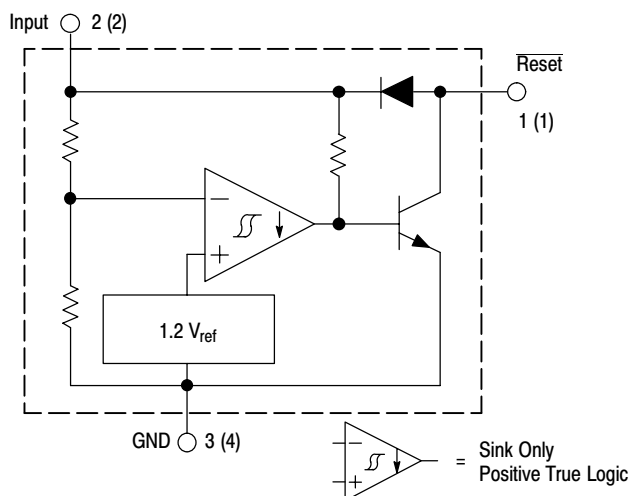 Input 2 (2)
Reset
1 (1)
−
+
1.2 Vref
GND 3 (4)
−
+
= Sink Only
Positive True Logic